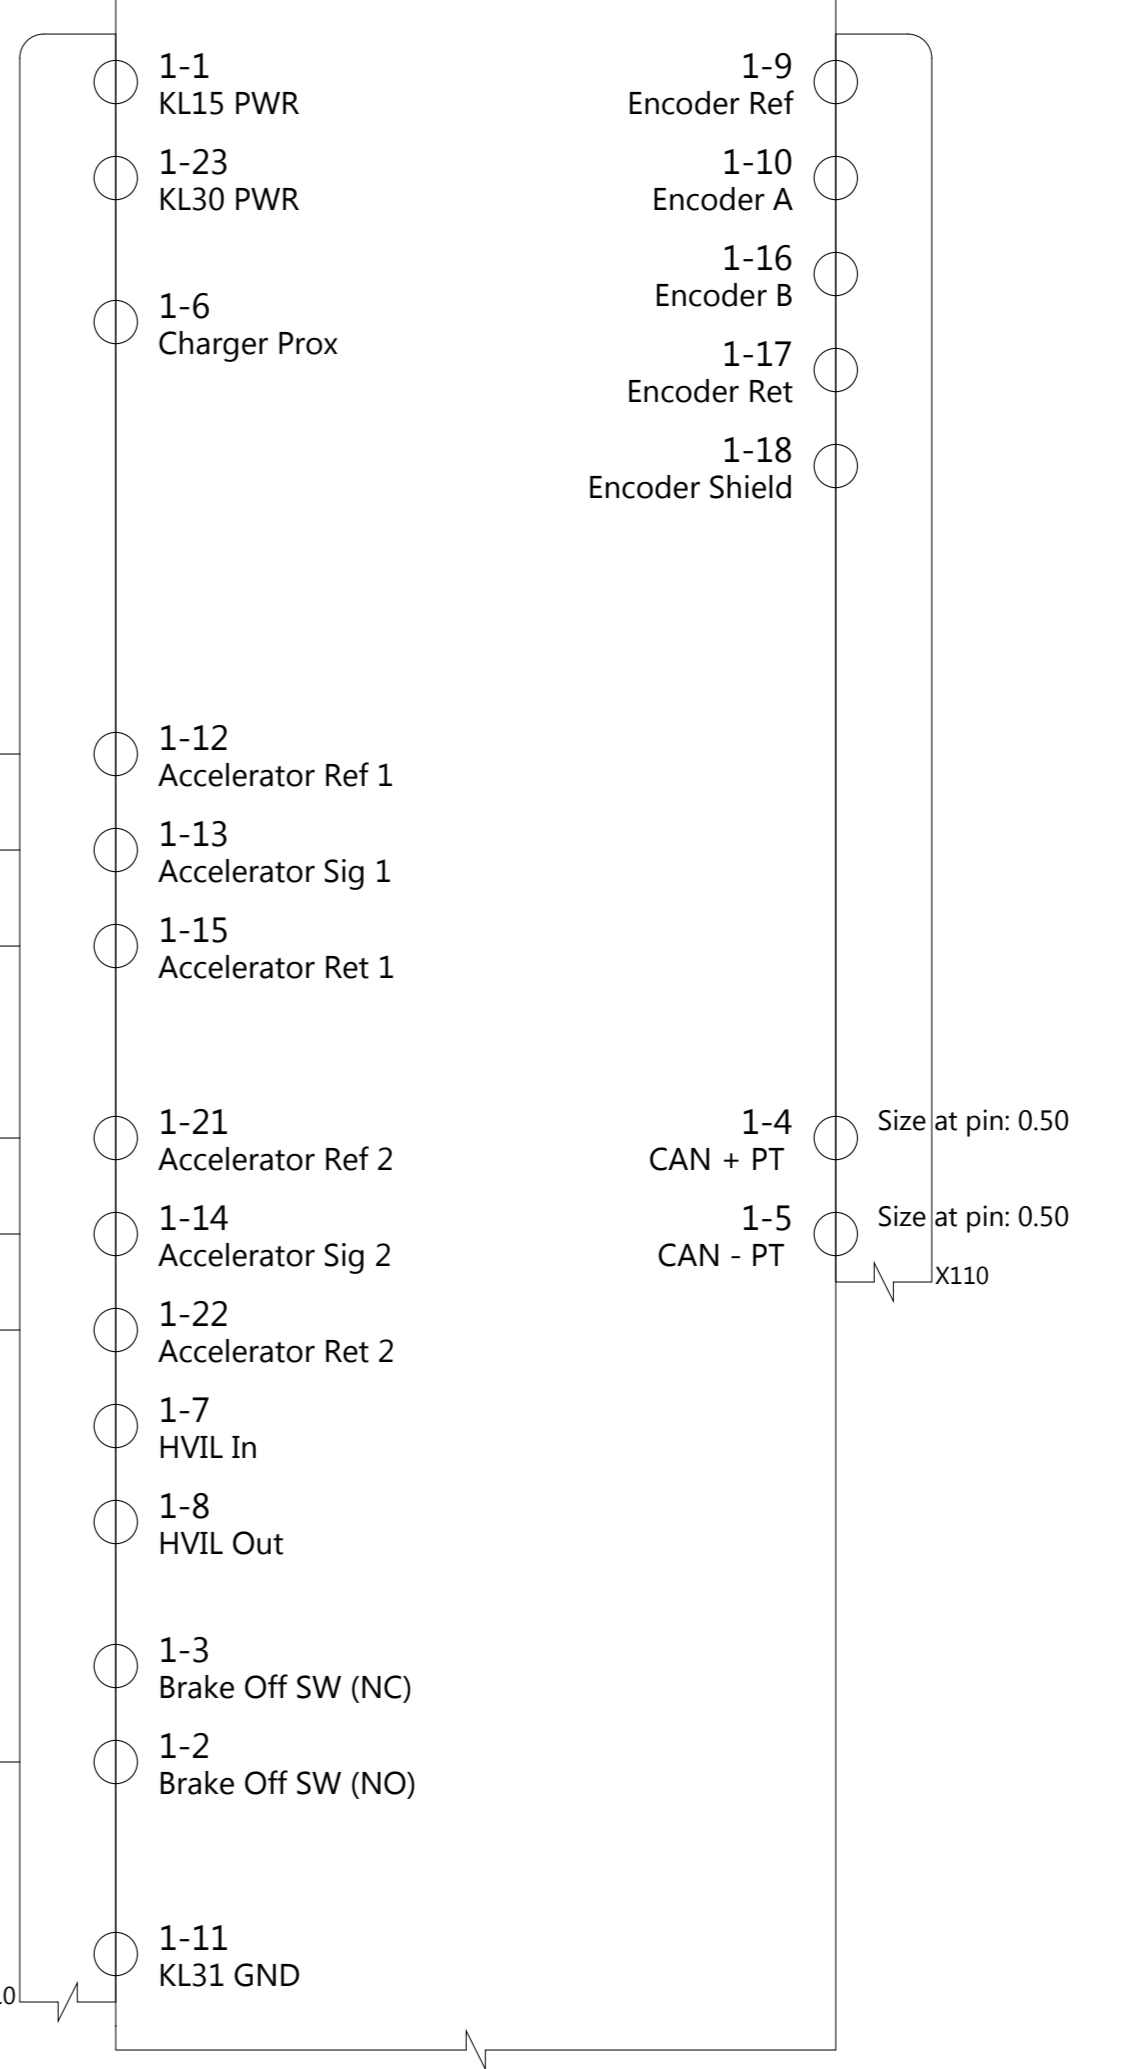 1-1
KL15 PWR
1-23
KL30 PWR
1-6
Charger Prox
1-12
Accelerator Ref 1
1-13
Accelerator Sig 1
1-15
Accelerator Ret 1
1-21
Accelerator Ref 2
1-14
Accelerator Sig 2
1-22
Accelerator Ret 2
1-7
HVIL In
1-8
HVIL Out
1-3
Brake Off SW (NC)
1-2
Brake Off SW (NO)
1-11
KL31 GND
1-9
Encoder Ref
1-10
Encoder A
1-16
Encoder B
1-17
Encoder Ret
1-18
Encoder Shield
1-4
CAN + PT
Size at pin: 0.50
1-5
CAN - PT
Size at pin: 0.50
X110